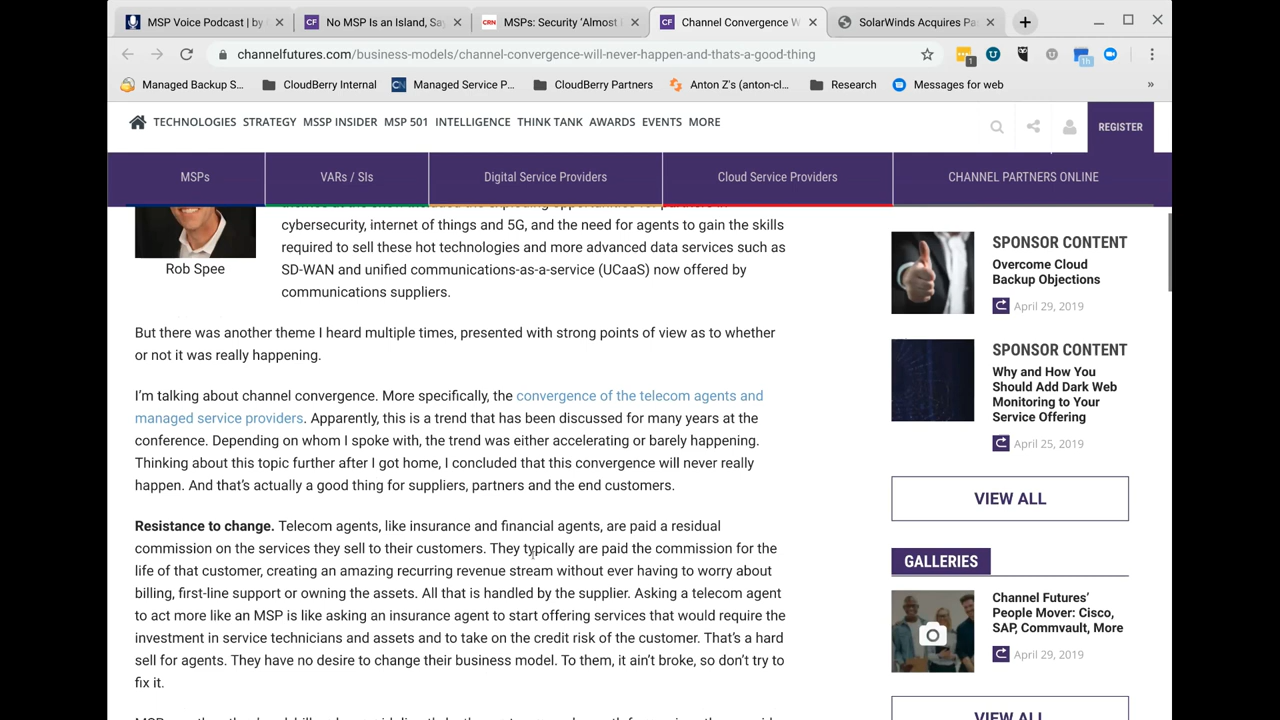 MSP Voice Podcast | by
No MSP Is an Island, Say
CRN
MSPs: Security 'Almost
Channel Convergence W
SolarWinds Acquires Pa
channelfutures.com/business-models/channel-convergence-will-never-happen-and-thats-a-good-thing
1
1h
Managed Backup S...
CloudBerry Internal
CN
Managed Service P...
CloudBerry Partners
Anton Z's (anton-cl...
Research
Messages for web
»
TECHNOLOGIES STRATEGY MSSP INSIDER MSP 501 INTELLIGENCE THINK TANK AWARDS EVENTS MORE
REGISTER
MSPs
VARs / SIs
Digital Service Providers
Cloud Service Providers
CHANNEL PARTNERS ONLINE
cybersecurity, internet of things and 5G, and the need for agents to gain the skills
required to sell these hot technologies and more advanced data services such as
SD-WAN and unified communications-as-a-service (UCaaS) now offered by
communications suppliers.
Rob Spee
But there was another theme I heard multiple times, presented with strong points of view as to whether
or not it was really happening.
I'm talking about channel convergence. More specifically, the convergence of the telecom agents and
managed service providers. Apparently, this is a trend that has been discussed for many years at the
conference. Depending on whom I spoke with, the trend was either accelerating or barely happening.
Thinking about this topic further after I got home, I concluded that this convergence will never really
happen. And that's actually a good thing for suppliers, partners and the end customers.
Resistance to change. Telecom agents, like insurance and financial agents, are paid a residual
commission on the services they sell to their customers. They typically are paid the commission for the
life of that customer, creating an amazing recurring revenue stream without ever having to worry about
billing, first-line support or owning the assets. All that is handled by the supplier. Asking a telecom agent
to act more like an MSP is like asking an insurance agent to start offering services that would require the
investment in service technicians and assets and to take on the credit risk of the customer. That's a hard
sell for agents. They have no desire to change their business model. To them, it ain't broke, so don't try to
fix it.
SPONSOR CONTENT
Overcome Cloud
Backup Objections
April 29, 2019
SPONSOR CONTENT
Why and How You
Should Add Dark Web
Monitoring to Your
Service Offering
April 25, 2019
VIEW ALL
GALLERIES
Channel Futures'
People Mover: Cisco,
SAP, Commvault, More
April 29, 2019
VIEW ALL